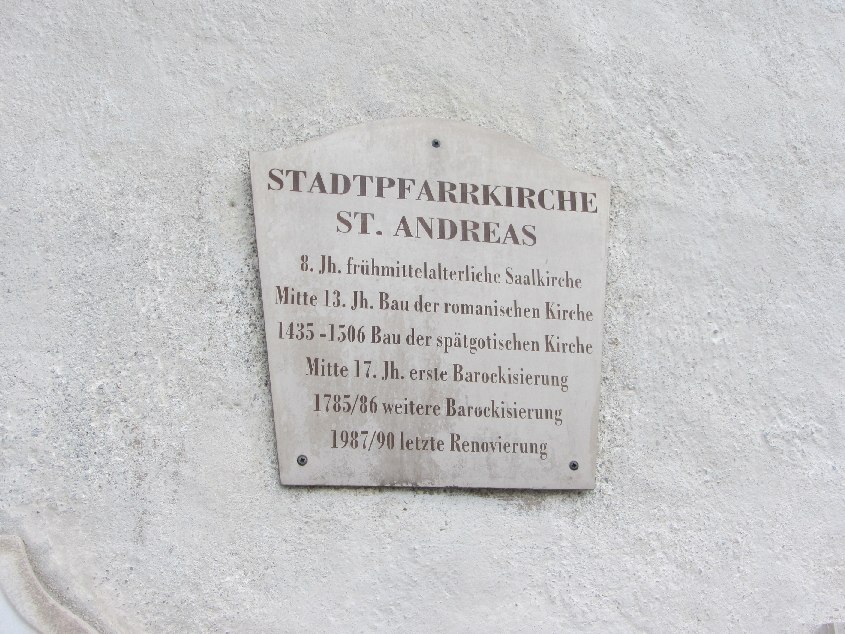 STADTPFARRKIRCHE
ST. ANDREAS
8. Jh. frühmittelalterliche Saalkirche
Mitte 13. Jh. Bau der romanischen Kirche
1435 -1506 Bau der spätgotischen Kirche
Mitte 17. Jh. erste Barockisierung
1785/86 weitere Barockisierung
1987/90 letzte Renovierung